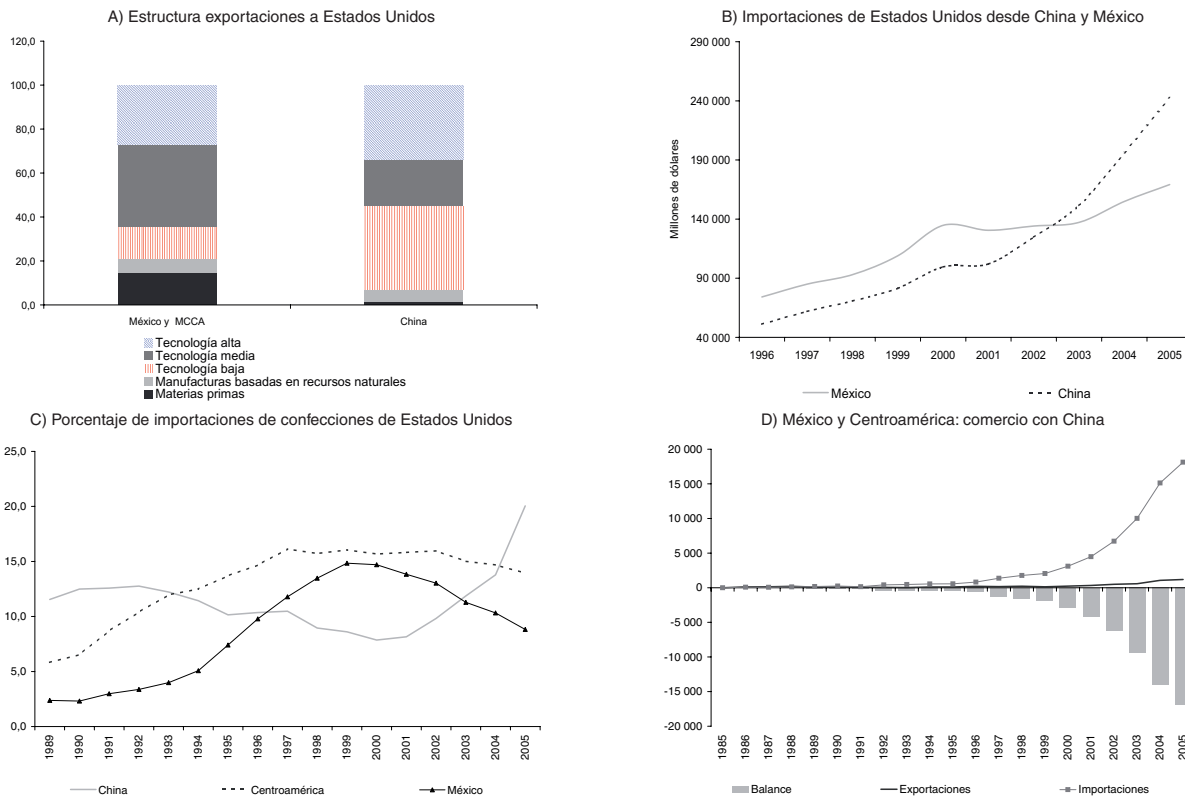 A) Estructura exportaciones a Estados Unidos
120,0
100,0
80,0
60,0
40,0
20,0
0,0
México y MCCA
China
Tecnología alta
Tecnología media
Tecnología baja
Manufacturas basadas en recursos naturales
Materias primas
B) Importaciones de Estados Unidos desde China y México
Millones de dólares
290 000
240 000
190 000
140 000
90 000
40 000
1996 1997 1998 1999 2000 2001 2002 2003 2004 2005
México China
C) Porcentaje de importaciones de confecciones de Estados Unidos
25,0
20,0
15,0
10,0
5,0
0,0
1989 1990 1991 1992 1993 1994 1995 1996 1997 1998 1999 2000 2001 2002 2003 2004 2005
China Centroamérica México
D) México y Centroamérica: comercio con China
20 000
15 000
10 000
5 000
0
-5 000
-10 000
-15 000
-20 000
1985 1986 1987 1988 1989 1990 1991 1992 1993 1994 1995 1996 1997 1998 1999 2000 2001 2002 2003 2004 2005
Balance Exportaciones Importaciones